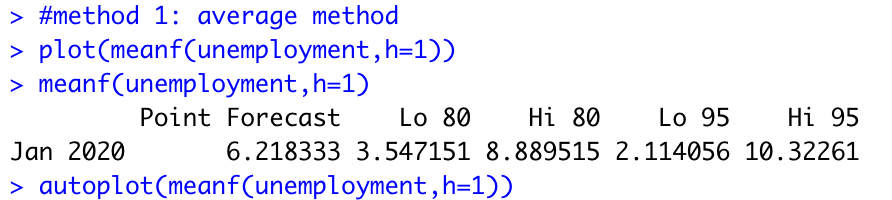 > #method 1: average method
> plot(meanf(unemployment,h=1))
> meanf(unemployment,h=1)
         Point Forecast    Lo 80    Hi 80    Lo 95    Hi 95
Jan 2020       6.218333 3.547151 8.889515 2.114056 10.32261
> autoplot(meanf(unemployment,h=1))